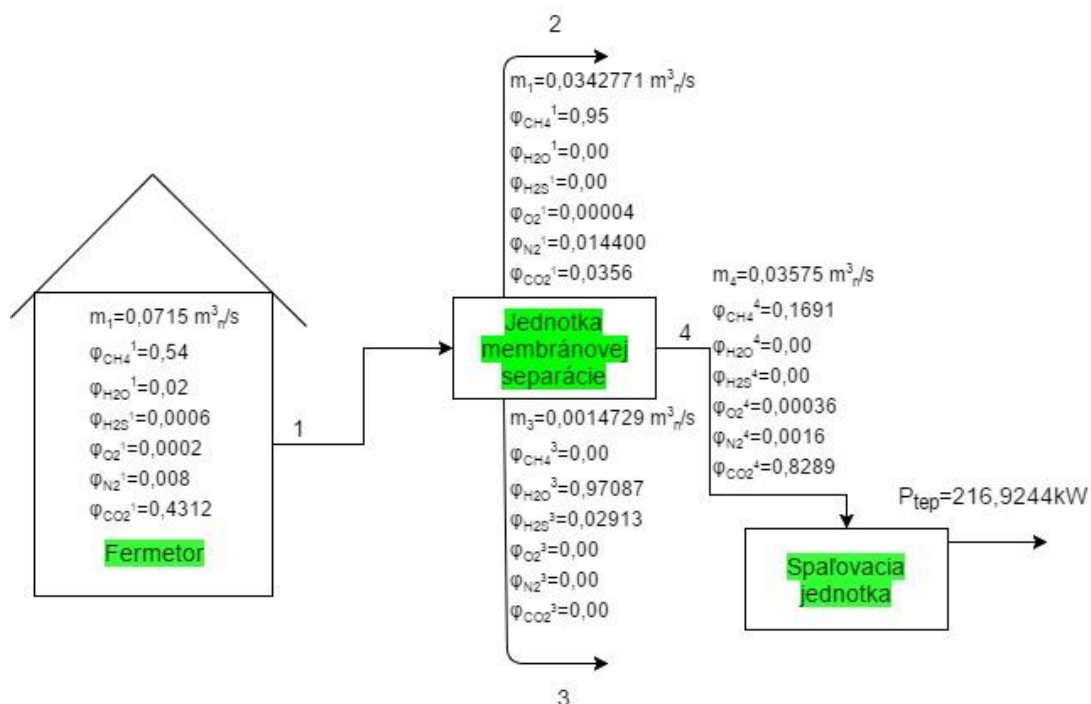 2
m₁=0,0342771 m³ₙ/s
φCH4¹=0,95
φH2O¹=0,00
φH2S¹=0,00
φO2¹=0,00004
φN2¹=0,014400
φCO2¹=0,0356
m₁=0,0715 m³ₙ/s
φCH4¹=0,54
φH2O¹=0,02
φH2S¹=0,0006
φO2¹=0,0002
φN2¹=0,008
φCO2¹=0,4312
Fermetor
1
Jednotka
membránovej
separácie
4
m₄=0,03575 m³ₙ/s
φCH4⁴=0,1691
φH2O⁴=0,00
φH2S⁴=0,00
φO2⁴=0,00036
φN2⁴=0,0016
φCO2⁴=0,8289
m₃=0,0014729 m³ₙ/s
φCH4³=0,00
φH2O³=0,97087
φH2S³=0,02913
φO2³=0,00
φN2³=0,00
φCO2³=0,00
3
Ptep=216,9244kW
Spaľovacia
jednotka